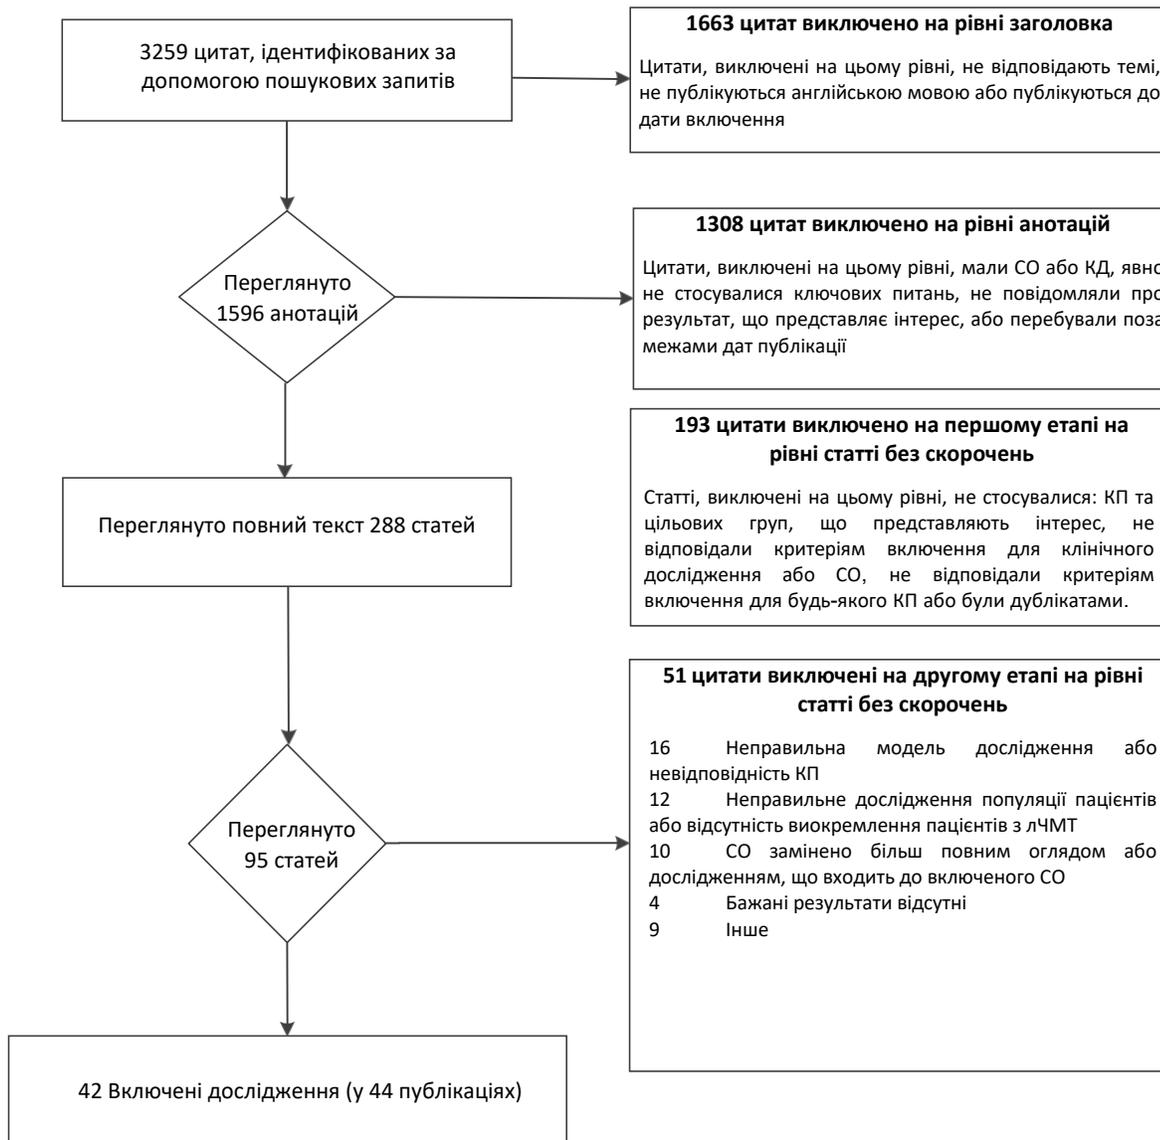 3259 цитат, ідентифікованих за
допомогою пошукових запитів
1663 цитат виключено на рівні заголовка
Цитати, виключені на цьому рівні, не відповідають темі,
не публікуються англійською мовою або публікуються до
дати включення
Переглянуто
1596 анотацій
1308 цитат виключено на рівні анотацій
Цитати, виключені на цьому рівні, мали СО або КД, явно
не стосувалися ключових питань, не повідомляли про
результат, що представляє інтерес, або перебували поза
межами дат публікації
Переглянуто повний текст 288 статей
193 цитати виключено на першому етапі на
рівні статті без скорочень
Статті, виключені на цьому рівні, не стосувалися: КП та
цільових груп, що представляють інтерес, не
відповідали критеріям включення для клінічного
дослідження або СО, не відповідали критеріям
включення для будь-якого КП або були дублікатами.
Переглянуто
95 статей
51 цитати виключені на другому етапі на рівні
статті без скорочень
16 Неправильна модель дослідження або
невідповідність КП
12 Неправильне дослідження популяції пацієнтів
або відсутність виокремлення пацієнтів з лЧМТ
10 СО замінено більш повним оглядом або
дослідженням, що входить до включеного СО
4 Бажані результати відсутні
9 Інше
42 Включені дослідження (у 44 публікаціях)